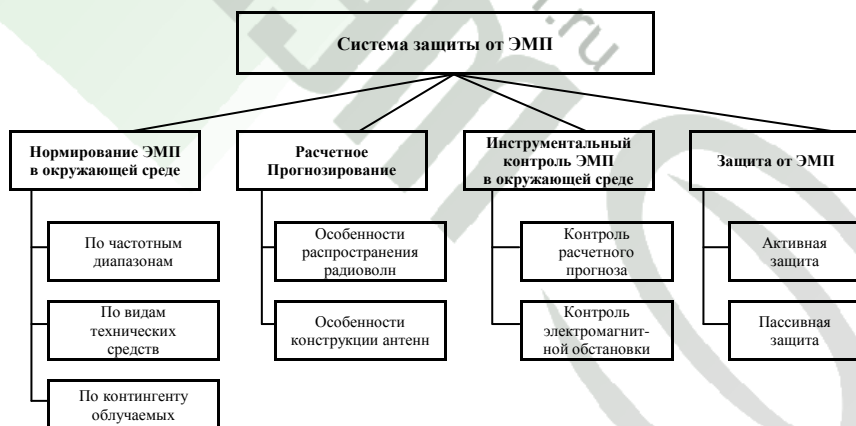 Система защиты от ЭМП
Нормирование ЭМП
в окружающей среде
Расчетное
Прогнозирование
Инструментальный
контроль ЭМП
в окружающей среде
Защита от ЭМП
По частотным
диапазонам
По видам
технических
средств
По контингенту
облучаемых
Особенности
распространения
радиоволн
Особенности
конструкции антенн
Контроль
расчетного
прогноза
Контроль
электромагнит-
ной обстановки
Активная
защита
Пассивная
защита